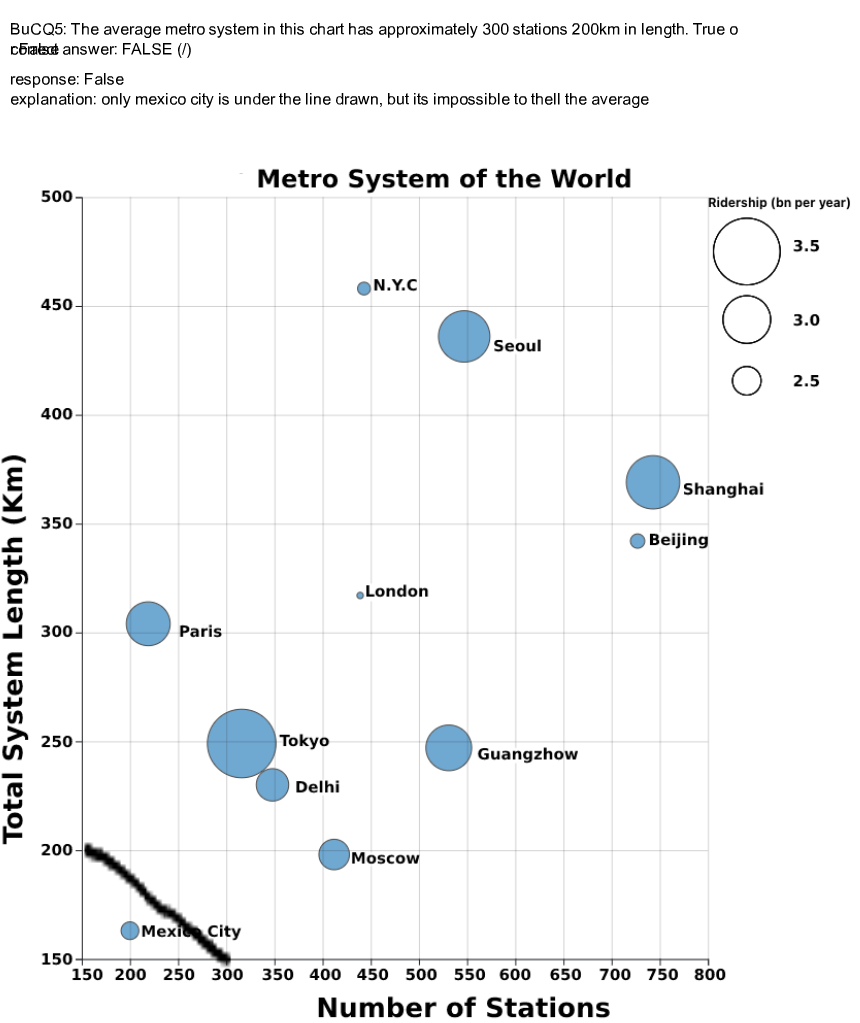 BuCQ5: The average metro system in this chart has approximately 300 stations 200km in length. True o
r False
correct answer: FALSE (/)
response: False
explanation: only mexico city is under the line drawn, but its impossible to thell the average
Metro System of the World
Ridership (bn per year)
3.5
3.0
2.5
Total System Length (Km)
500
450
400
350
300
250
200
150
N.Y.C
Seoul
Shanghai
Beijing
London
Paris
Tokyo
Guangzhow
Delhi
Moscow
Mexico City
150 200 250 300 350 400 450 500 550 600 650 700 750 800
Number of Stations